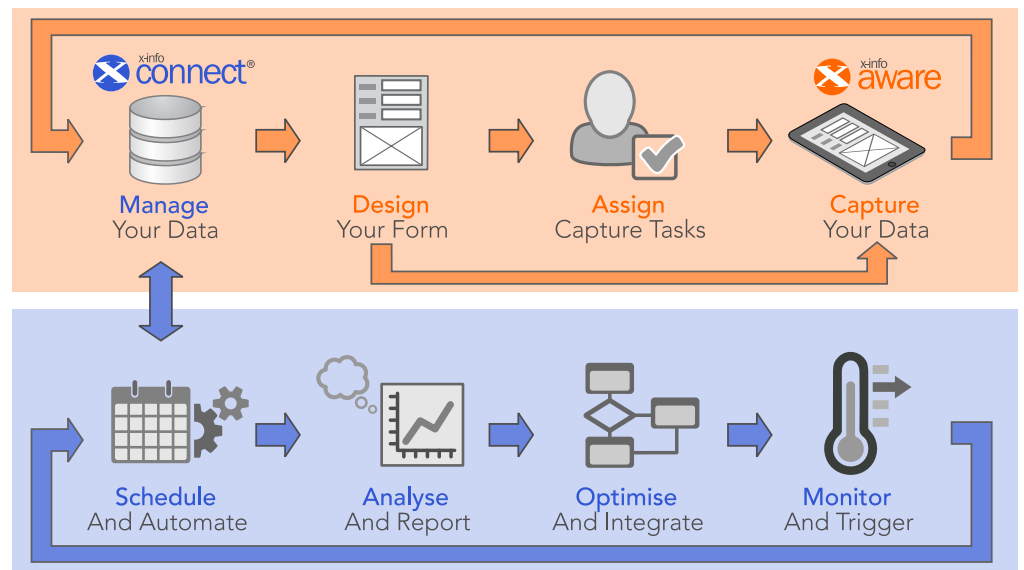 x-info
connect®
x-info
aware
Manage
Your Data
Design
Your Form
Assign
Capture Tasks
Capture
Your Data
Schedule
And Automate
Analyse
And Report
Optimise
And Integrate
Monitor
And Trigger